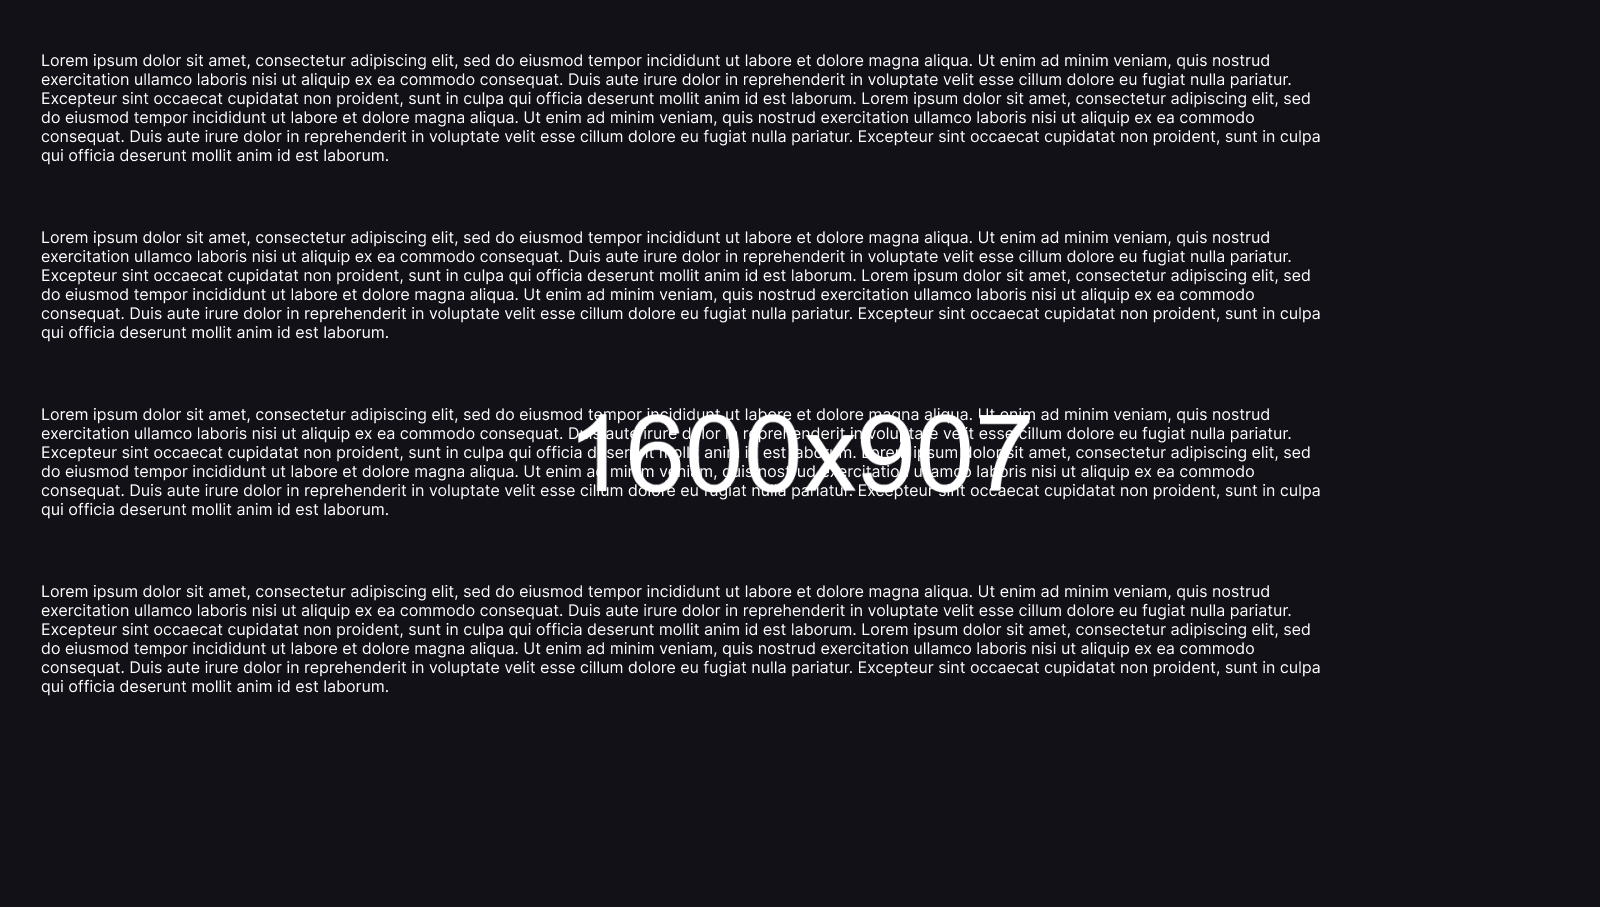 Lorem ipsum dolor sit amet, consectetur adipiscing elit, sed do eiusmod tempor incididunt ut labore et dolore magna aliqua. Ut enim ad minim veniam, quis nostrud
exercitation ullamco laboris nisi ut aliquip ex ea commodo consequat. Duis aute irure dolor in reprehenderit in voluptate velit esse cillum dolore eu fugiat nulla pariatur.
Excepteur sint occaecat cupidatat non proident, sunt in culpa qui officia deserunt mollit anim id est laborum. Lorem ipsum dolor sit amet, consectetur adipiscing elit, sed
do eiusmod tempor incididunt ut labore et dolore magna aliqua. Ut enim ad minim veniam, quis nostrud exercitation ullamco laboris nisi ut aliquip ex ea commodo
consequat. Duis aute irure dolor in reprehenderit in voluptate velit esse cillum dolore eu fugiat nulla pariatur. Excepteur sint occaecat cupidatat non proident, sunt in culpa
qui officia deserunt mollit anim id est laborum.
Lorem ipsum dolor sit amet, consectetur adipiscing elit, sed do eiusmod tempor incididunt ut labore et dolore magna aliqua. Ut enim ad minim veniam, quis nostrud
exercitation ullamco laboris nisi ut aliquip ex ea commodo consequat. Duis aute irure dolor in reprehenderit in voluptate velit esse cillum dolore eu fugiat nulla pariatur.
Excepteur sint occaecat cupidatat non proident, sunt in culpa qui officia deserunt mollit anim id est laborum. Lorem ipsum dolor sit amet, consectetur adipiscing elit, sed
do eiusmod tempor incididunt ut labore et dolore magna aliqua. Ut enim ad minim veniam, quis nostrud exercitation ullamco laboris nisi ut aliquip ex ea commodo
consequat. Duis aute irure dolor in reprehenderit in voluptate velit esse cillum dolore eu fugiat nulla pariatur. Excepteur sint occaecat cupidatat non proident, sunt in culpa
qui officia deserunt mollit anim id est laborum.
Lorem ipsum dolor sit amet, consectetur adipiscing elit, sed do eiusmod tempor incididunt ut labore et dolore magna aliqua. Ut enim ad minim veniam, quis nostrud
exercitation ullamco laboris nisi ut aliquip ex ea commodo consequat. Duis aute irure dolor in reprehenderit in voluptate velit esse cillum dolore eu fugiat nulla pariatur.
Excepteur sint occaecat cupidatat non proident, sunt in culpa qui officia deserunt mollit anim id est laborum. Lorem ipsum dolor sit amet, consectetur adipiscing elit, sed
do eiusmod tempor incididunt ut labore et dolore magna aliqua. Ut enim ad minim veniam, quis nostrud exercitation ullamco laboris nisi ut aliquip ex ea commodo
consequat. Duis aute irure dolor in reprehenderit in voluptate velit esse cillum dolore eu fugiat nulla pariatur. Excepteur sint occaecat cupidatat non proident, sunt in culpa
qui officia deserunt mollit anim id est laborum.
1600x907
Lorem ipsum dolor sit amet, consectetur adipiscing elit, sed do eiusmod tempor incididunt ut labore et dolore magna aliqua. Ut enim ad minim veniam, quis nostrud
exercitation ullamco laboris nisi ut aliquip ex ea commodo consequat. Duis aute irure dolor in reprehenderit in voluptate velit esse cillum dolore eu fugiat nulla pariatur.
Excepteur sint occaecat cupidatat non proident, sunt in culpa qui officia deserunt mollit anim id est laborum. Lorem ipsum dolor sit amet, consectetur adipiscing elit, sed
do eiusmod tempor incididunt ut labore et dolore magna aliqua. Ut enim ad minim veniam, quis nostrud exercitation ullamco laboris nisi ut aliquip ex ea commodo
consequat. Duis aute irure dolor in reprehenderit in voluptate velit esse cillum dolore eu fugiat nulla pariatur. Excepteur sint occaecat cupidatat non proident, sunt in culpa
qui officia deserunt mollit anim id est laborum.